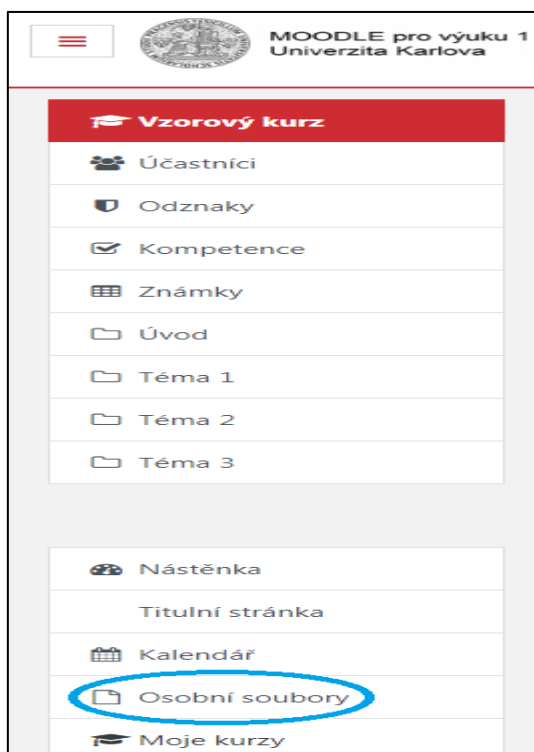 MOODLE pro výuku 1
Univerzita Karlova
Vzorový kurz
Účastníci
Odznaky
Kompetence
Známky
Úvod
Téma 1
Téma 2
Téma 3
Nástěnka
Titulní stránka
Kalendář
Osobní soubory
Moje kurzy